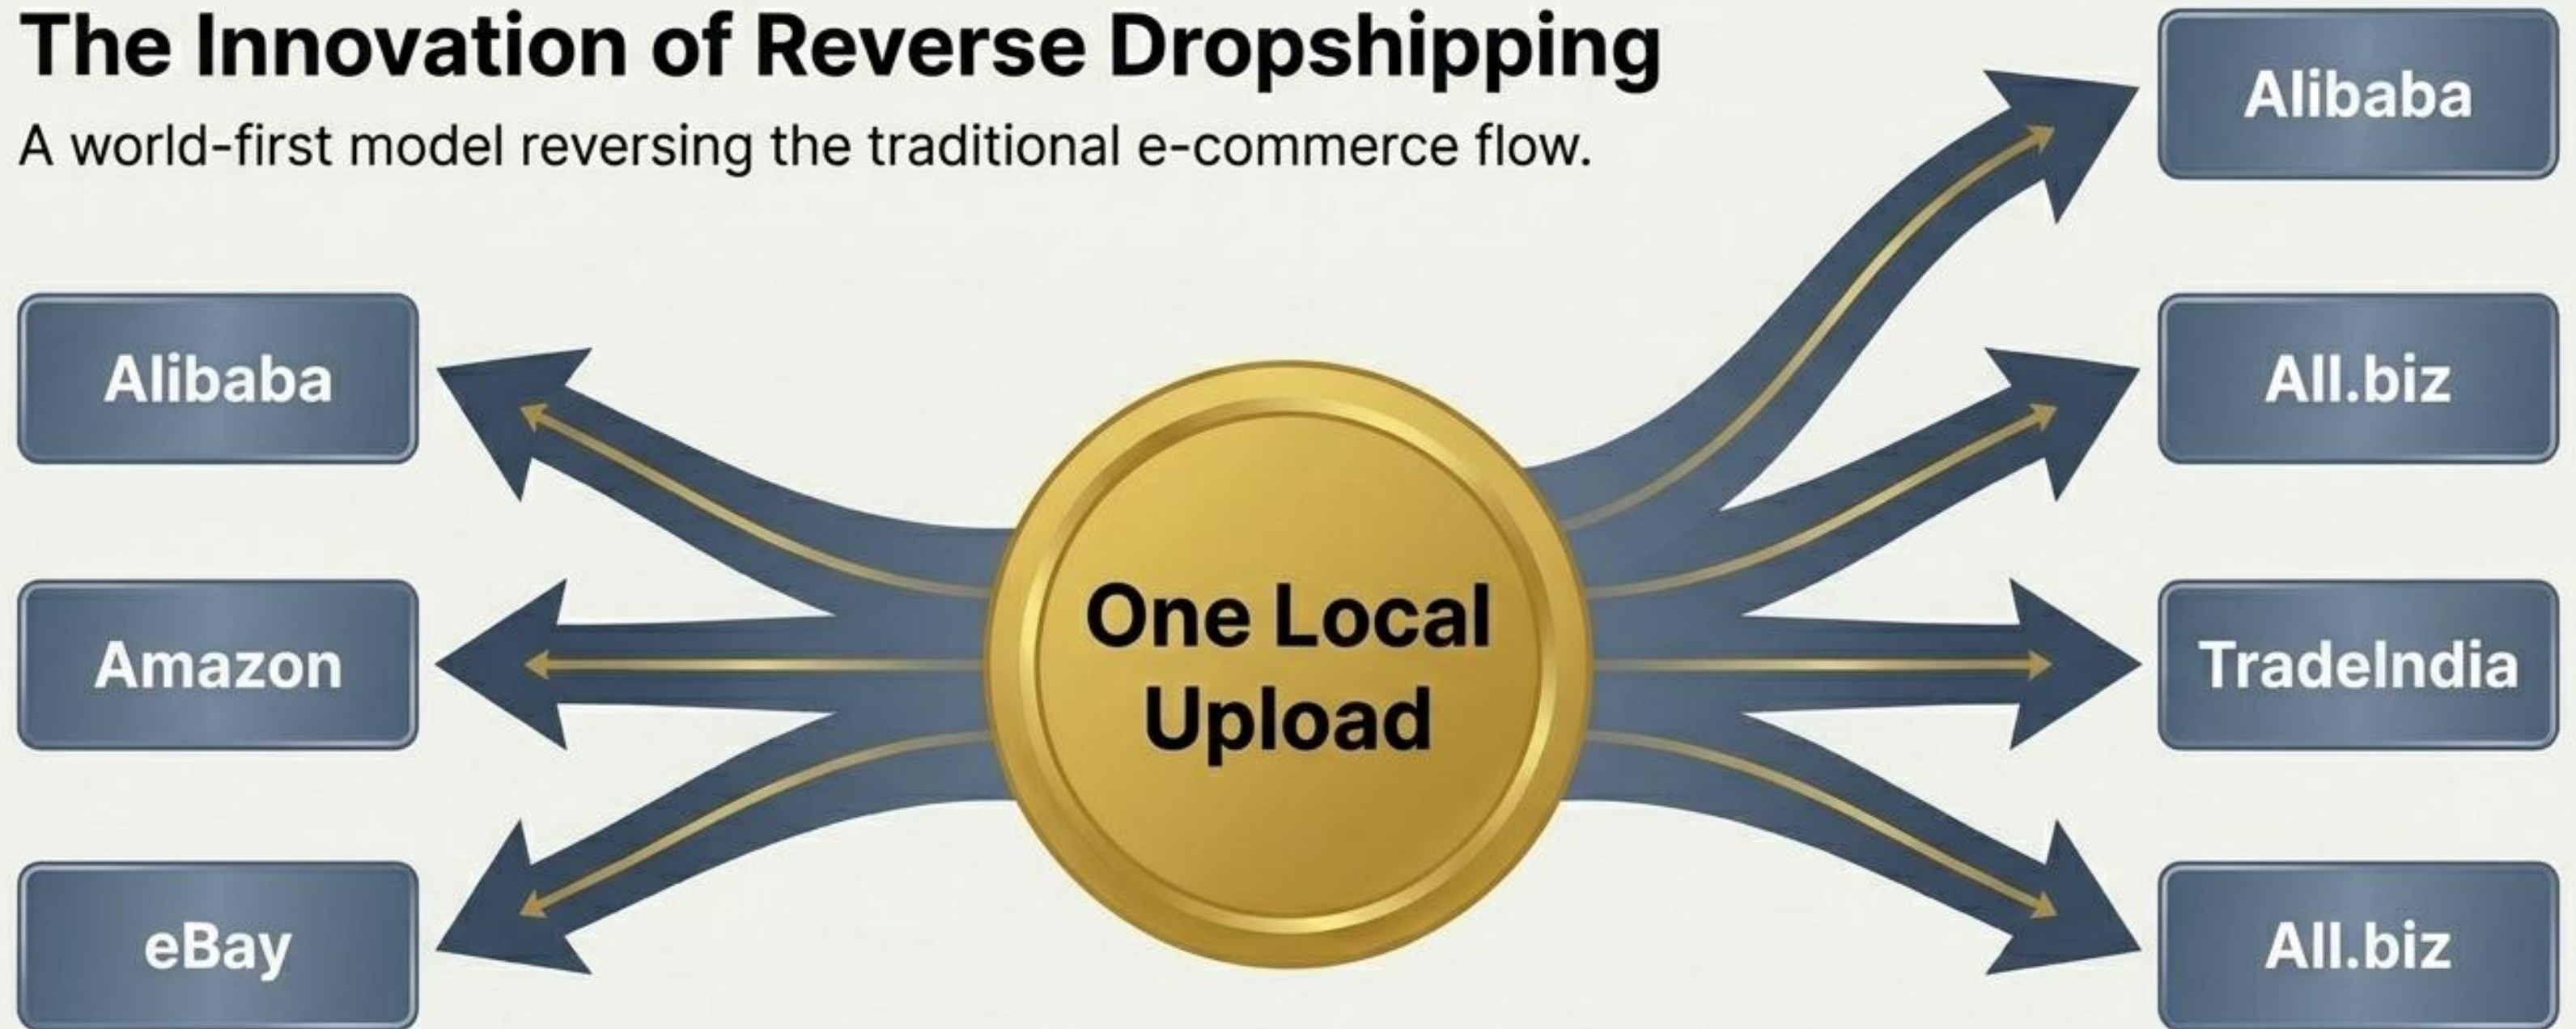 The Innovation of Reverse Dropshipping
A world-first model reversing the traditional e-commerce flow.
Alibaba
Amazon
eBay
One Local
Upload
Alibaba
All.biz
TradeIndia
All.biz